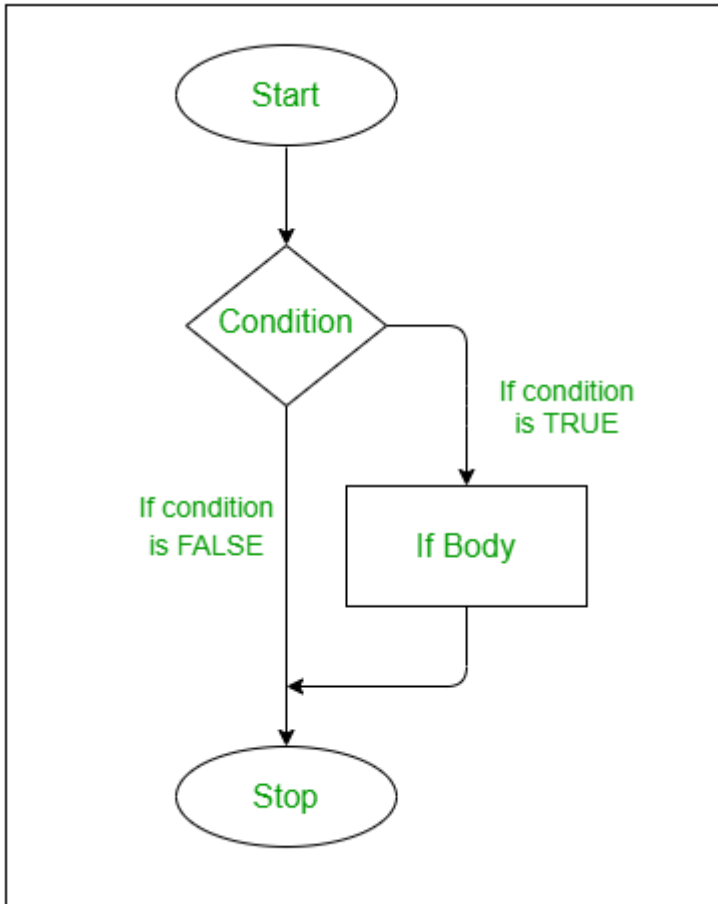 Start
Condition
If condition
is TRUE
If condition
is FALSE
If Body
Stop